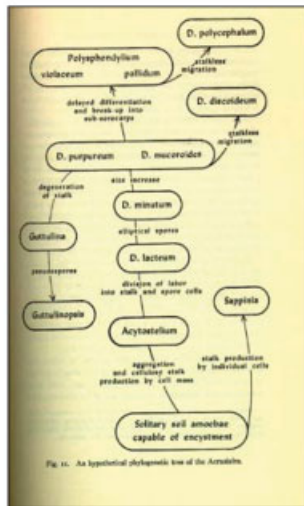 D. polycephalum
Polysphondylium
violaceum pallidum
stalkless
migration
delayed differentiation
and break-up into
sub-sorocarps
D. discoideum
stalkless
migration
D. purpureum D. mucoroides
degeneration
of stalk
size increase
D. minutum
elliptical spores
Guttulina
D. lacteum
pseudospores
division of labor
into stalk and spore cells
Guttulinopsis
Sappinia
Acytostelium
aggregation
and cellulose stalk
production by cell mass
stalk production
by individual cells
Solitary soil amoebae
capable of encystment
Fig. 11. An hypothetical phylogenetic tree of the Acrasiales.